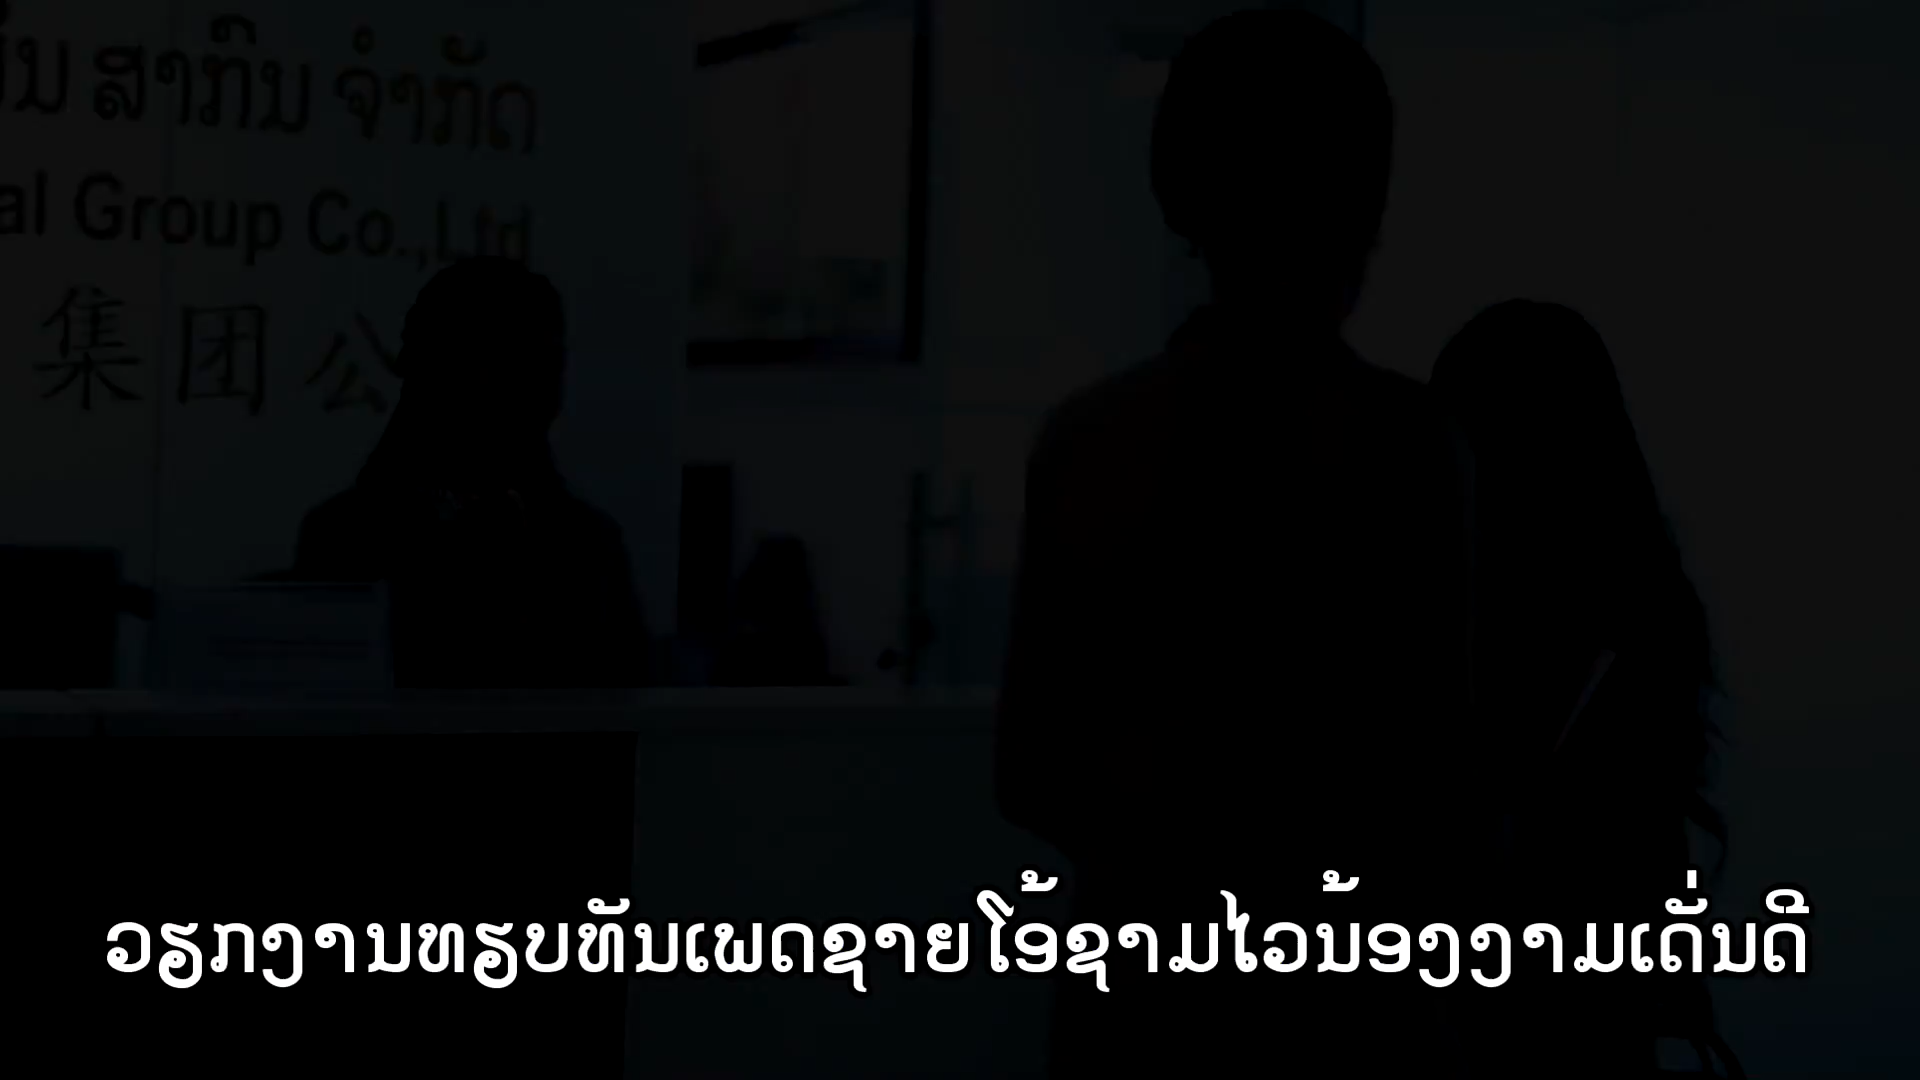 ສາກົນ ຈຳກັດ
al Group Co.,Ltd
集团公
ວຽກງານທຽບທັນເພດຊາຍໂອ້ຊາມໄວນ້ອງງາມເດັ່ນດີ